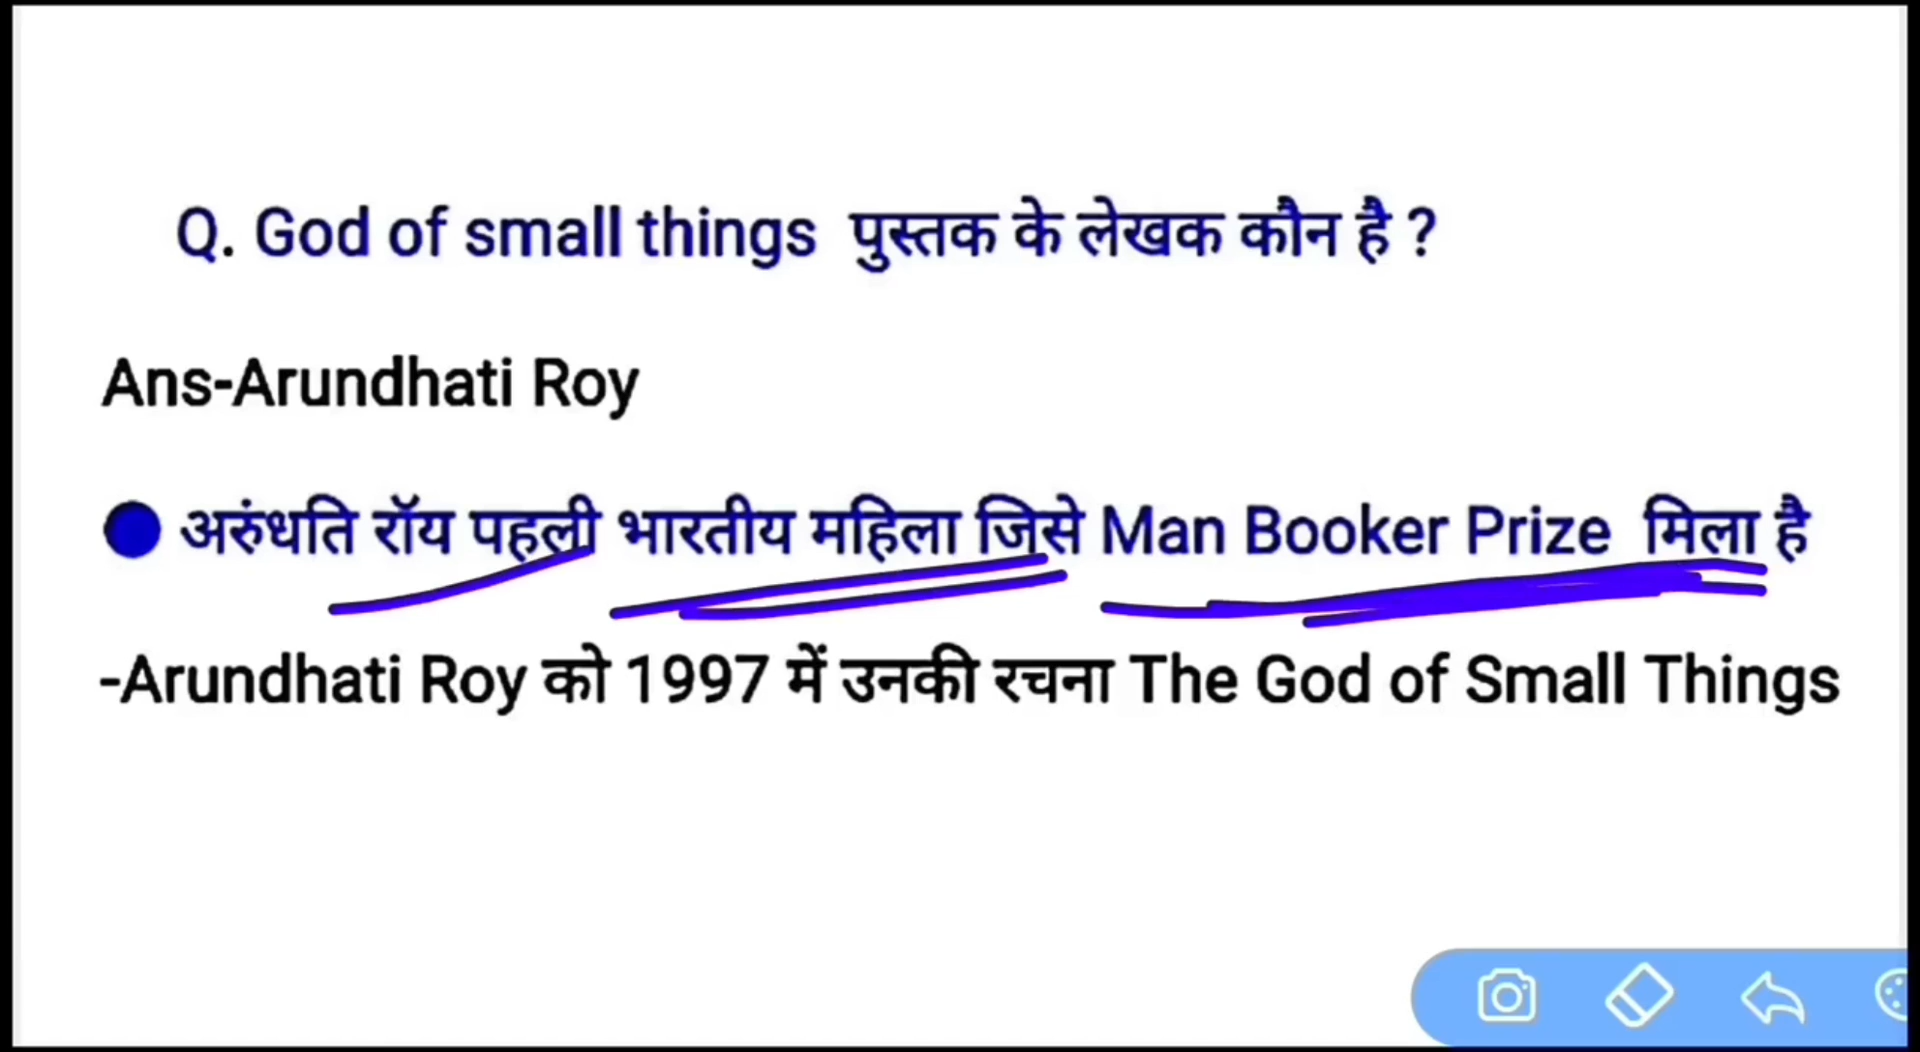 Q. God of small things पुस्तक के लेखक कौन है ?
Ans-Arundhati Roy
अरुंधति रॉय पहली भारतीय महिला जिसे Man Booker Prize मिला है
-Arundhati Roy को 1997 में उनकी रचना The God of Small Things